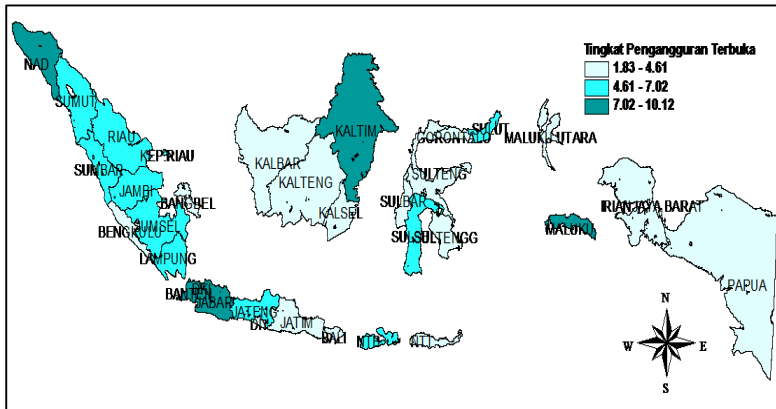 Tingkat Pengangguran Terbuka
1.83 - 4.61
4.61 - 7.02
7.02 - 10.12
NAD
SUMUT
RIAU
KEP RIAU
SUMBAR
JAMBI
BANGBEL
BENGKULU
SUMSEL
LAMPUNG
BANTEN
JABAR
JATENG
DIY
JATIM
BALI
NTT
KALBAR
KALTENG
KALTIM
KALSEL
GORONTALO
SULUT
MALUKU UTARA
SULTENG
SULBAR
SULSEL
SULTENGG
MALUKU
IRIAN JAYA BARAT
PAPUA
N
W
E
S